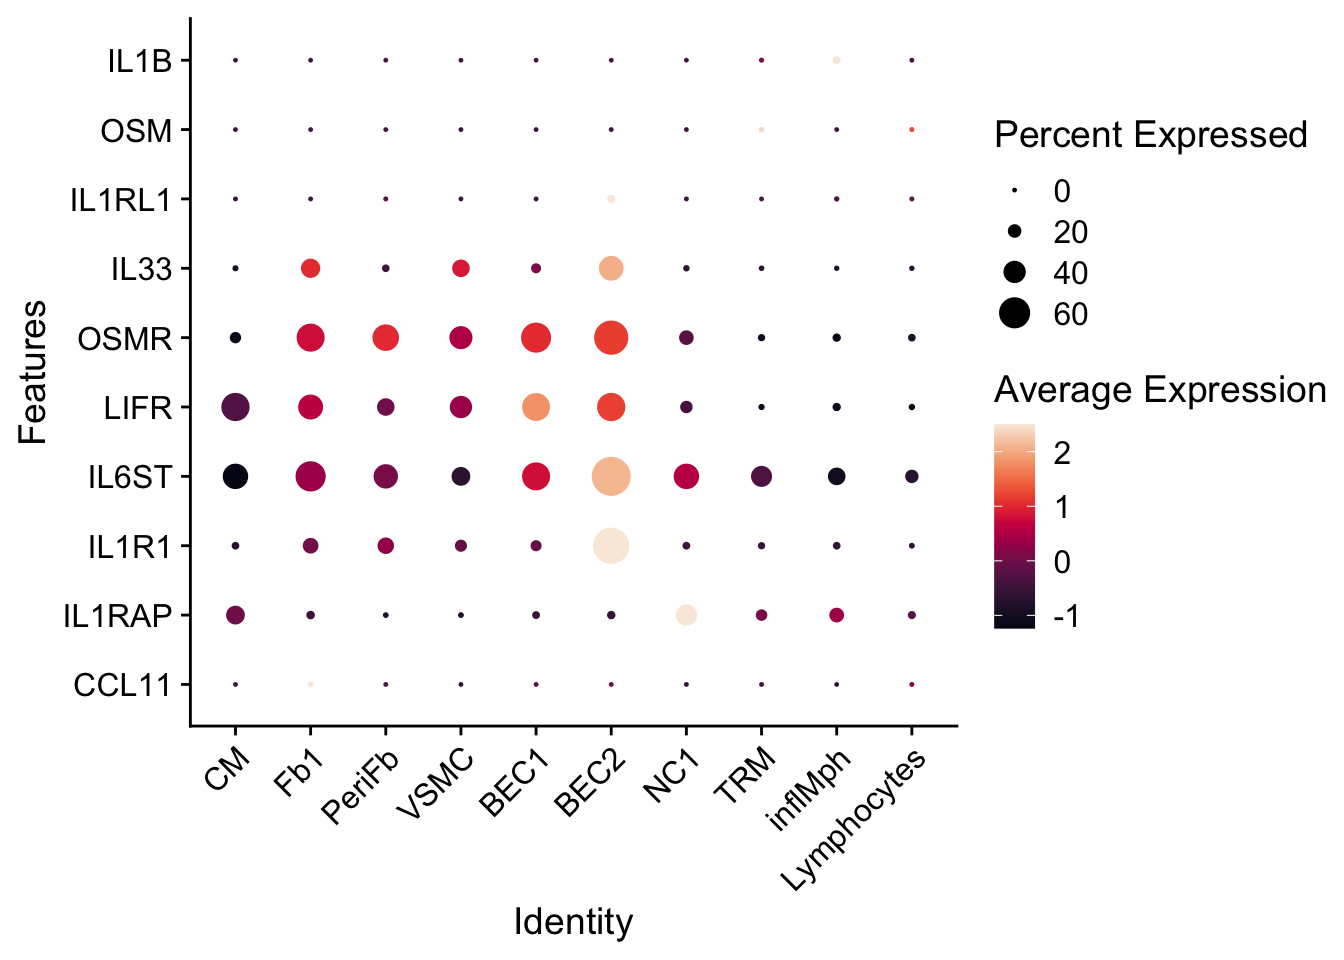 Features
IL1B
OSM
IL1RL1
IL33
OSMR
LIFR
IL6ST
IL1R1
IL1RAP
CCL11
CM
Fb1
PeriFb
VSMC
BEC1
BEC2
NC1
TRM
inflMph
Lymphocytes
Identity
Percent Expressed
0
20
40
60
Average Expression
2
1
0
-1